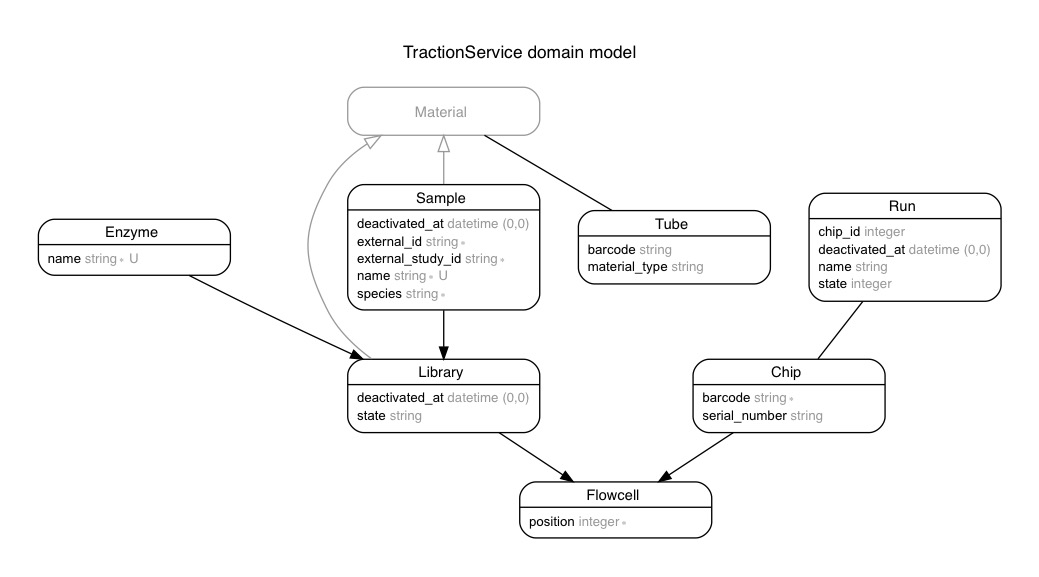 TractionService domain model
Material
Sample
deactivated_at datetime (0,0)
external_id string *
external_study_id string *
name string * U
species string *
Enzyme
name string * U
Tube
barcode string
material_type string
Run
chip_id integer
deactivated_at datetime (0,0)
name string
state integer
Library
deactivated_at datetime (0,0)
state string
Chip
barcode string *
serial_number string
Flowcell
position integer *